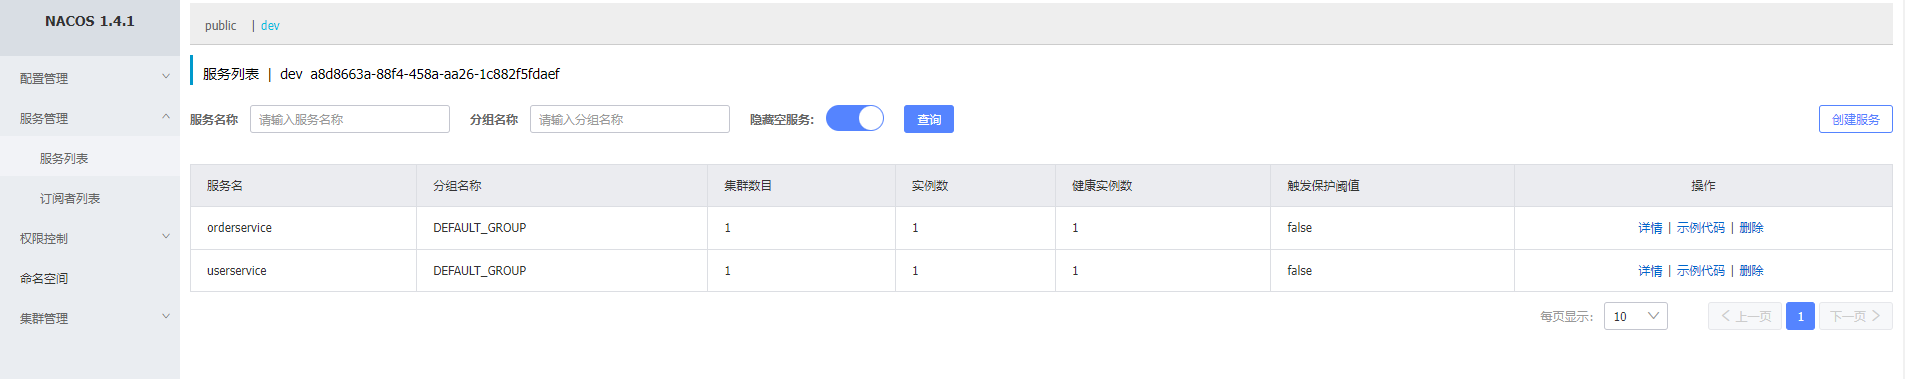 NACOS 1.4.1
配置管理
服务管理
服务列表
订阅者列表
权限控制
命名空间
集群管理
public | dev
服务列表 | dev a8d8663a-88f4-458a-aa26-1c882f5fdaef
服务名称 请输入服务名称 分组名称 请输入分组名称 隐藏空服务: 查询 创建服务
服务名 分组名称 集群数目 实例数 健康实例数 触发保护阈值 操作
orderservice DEFAULT_GROUP 1 1 1 false 详情 | 示例代码 | 删除
userservice DEFAULT_GROUP 1 1 1 false 详情 | 示例代码 | 删除
每页显示: 10 上一页 1 下一页